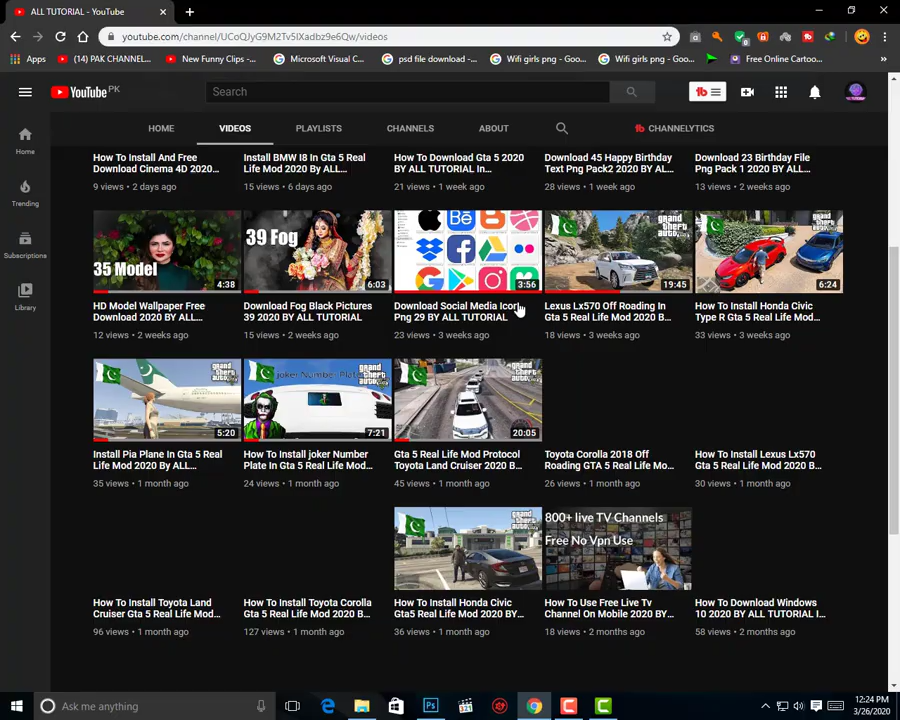 ALL TUTORIAL - YouTube
youtube.com/channel/UCoQJyG9M2Tv5IXadbz9e6Qw/videos
Apps
(14) PAK CHANNEL...
New Funny Clips -...
Microsoft Visual C...
psd file download -...
Wifi girls png - Goo...
Wifi girls png - Goo...
Free Online Cartoo...
»
YouTube PK
Search
HOME
VIDEOS
PLAYLISTS
CHANNELS
ABOUT
CHANNELYTICS
Home
Trending
Subscriptions
Library
How To Install And Free
Download Cinema 4D 2020...
9 views • 2 days ago
Install BMW I8 In Gta 5 Real
Life Mod 2020 BY ALL...
15 views • 6 days ago
How To Download Gta 5 2020
BY ALL TUTORIAL In...
21 views • 1 week ago
Download 45 Happy Birthday
Text Png Pack2 2020 BY AL...
28 views • 1 week ago
Download 23 Birthday File
Png Pack 1 2020 BY ALL...
13 views • 2 weeks ago
35 Model
4:38
HD Model Wallpaper Free
Download 2020 BY ALL...
12 views • 2 weeks ago
39 Fog
6:03
Download Fog Black Pictures
39 2020 BY ALL TUTORIAL
15 views • 2 weeks ago
3:56
Download Social Media Icon
Png 29 BY ALL TUTORIAL
23 views • 3 weeks ago
19:45
Lexus Lx570 Off Roading In
Gta 5 Real Life Mod 2020 B...
18 views • 3 weeks ago
6:24
How To Install Honda Civic
Type R Gta 5 Real Life Mod...
33 views • 3 weeks ago
5:20
Install Pia Plane In Gta 5 Real
Life Mod 2020 BY ALL...
35 views • 1 month ago
joker Number Plate
7:21
How To Install joker Number
Plate In Gta 5 Real Life Mod...
24 views • 1 month ago
20:05
Gta 5 Real Life Mod Protocol
Toyota Land Cruiser 2020 B...
45 views • 1 month ago
Toyota Corolla 2018 Off
Roading GTA 5 Real Life Mo...
26 views • 1 month ago
How To Install Lexus Lx570
Gta 5 Real Life Mod 2020 B...
30 views • 1 month ago
How To Install Toyota Land
Cruiser Gta 5 Real Life Mod...
96 views • 1 month ago
How To Install Toyota Corolla
Gta 5 Real Life Mod 2020 B...
127 views • 1 month ago
How To Install Honda Civic
Gta5 Real Life Mod 2020 BY...
36 views • 1 month ago
800+ live TV Channels
Free No Vpn Use
How To Use Free Live Tv
Channel On Mobile 2020 BY...
18 views • 2 months ago
How To Download Windows
10 2020 BY ALL TUTORIAL I...
58 views • 2 months ago
Ask me anything
12:24 PM
3/26/2020